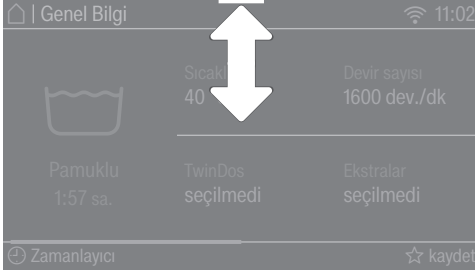 | Genel Bilgi 11:02
Devir sayısı
40 1600 dev./dk
Pamuklu TwinDos Ekstralar
1:57 sa. seçilmedi seçilmedi
Zamanlayıcı kaydet